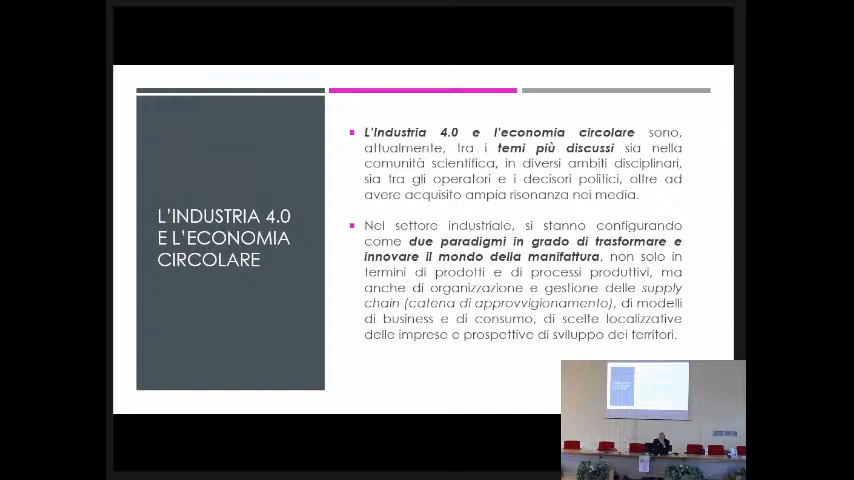 L'INDUSTRIA 4.0
E L'ECONOMIA
CIRCOLARE
L'Industria 4.0 e l'economia circolare sono,
attualmente, tra i temi più discussi sia nella
comunità scientifica, in diversi ambiti disciplinari,
sia tra gli operatori e i decisori politici, oltre ad
avere acquisito ampia risonanza nei media.
Nel settore industriale, si stanno configurando
come due paradigmi in grado di trasformare e
innovare il mondo della manifattura, non solo in
termini di prodotti e di processi produttivi, ma
anche di organizzazione e gestione delle supply
chain (catena di approvvigionamento), di modelli
di business e di consumo, di scelte localizzative
delle imprese e prospettive di sviluppo dei territori.